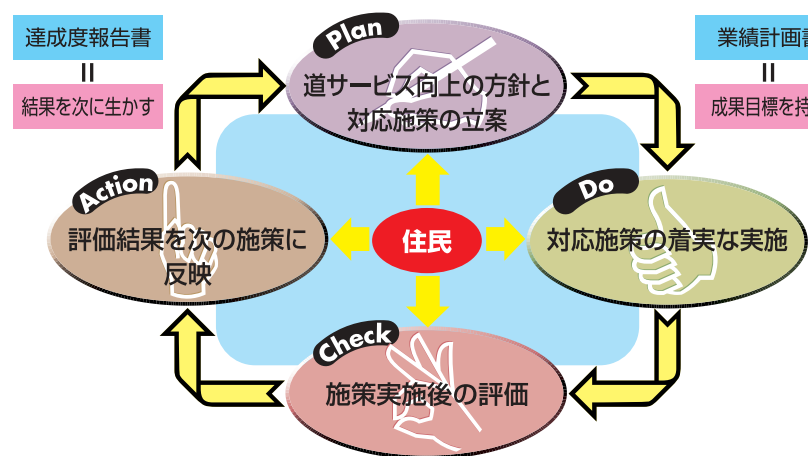 達成度報告書
=
結果を次に生かす
Plan
道サービス向上の方針と
対応施策の立案
業績計画書
=
成果目標を持
Action
評価結果を次の施策に
反映
住民
Do
対応施策の着実な実施
Check
施策実施後の評価